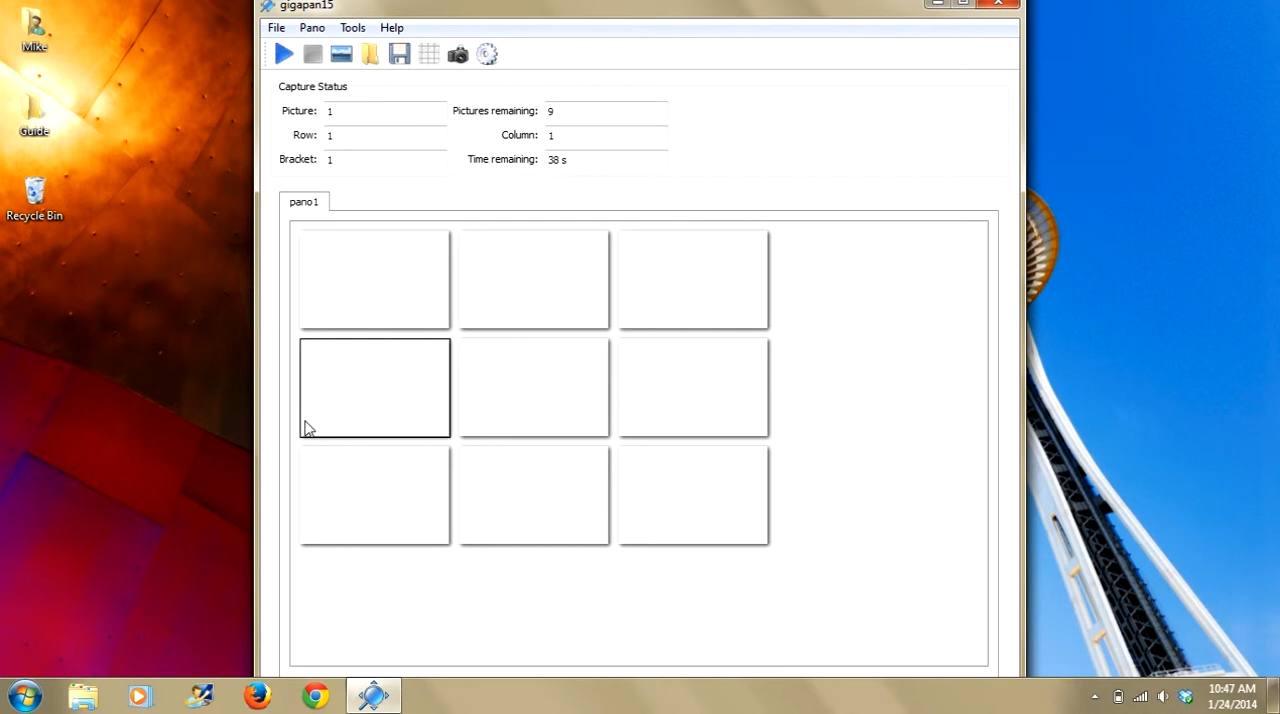 gigapan15
File Pano Tools Help
Mike
Guide
Recycle Bin
Capture Status
Picture: 1 Pictures remaining: 9
Row: 1 Column: 1
Bracket: 1 Time remaining: 38 s
pano1
10:47 AM
1/24/2014